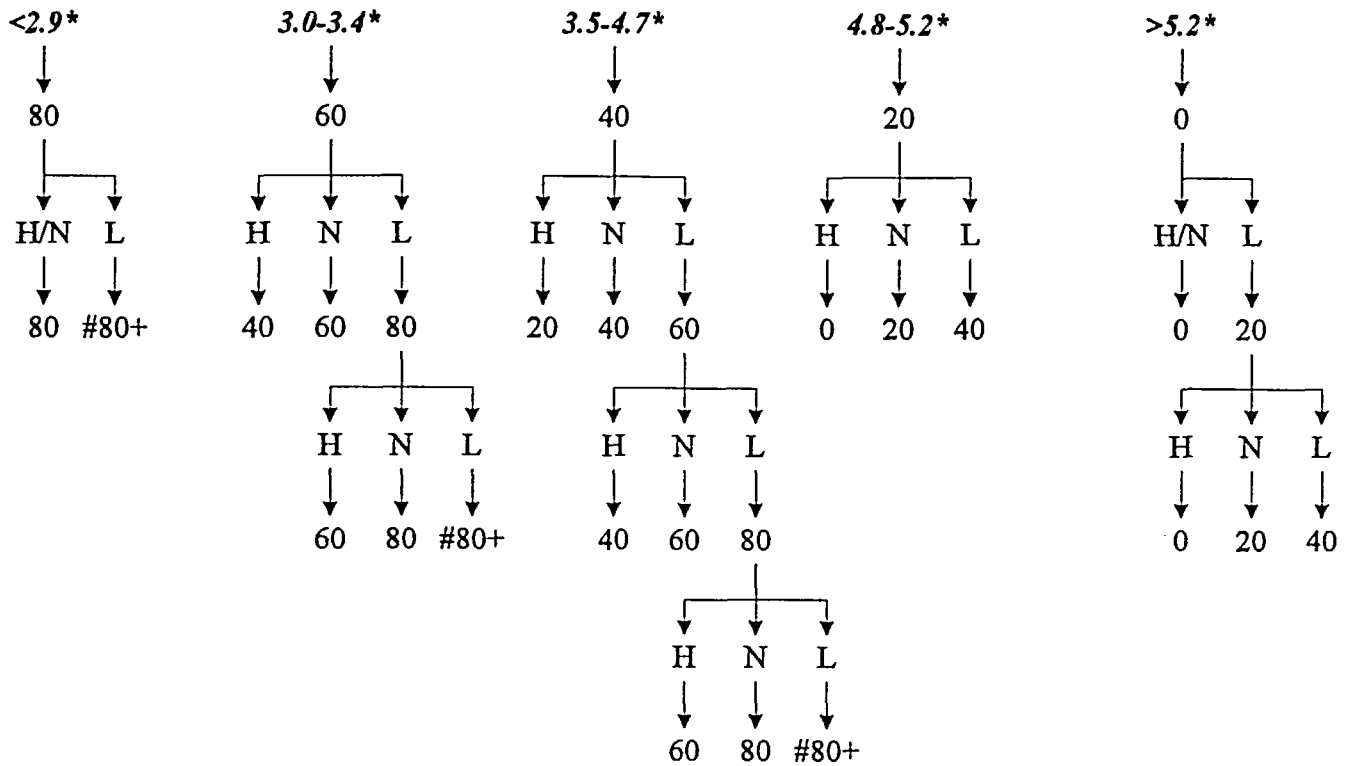 <2.9* 3.0-3.4* 3.5-4.7* 4.8-5.2* >5.2*
80 60 40 20 0
H/N L H N L H N L H N L H/N L
80 #80+ 40 60 80 20 40 60 0 20 40 0 20
H N L H N L H N L
60 80 #80+ 40 60 80 0 20 40
H N L
60 80 #80+